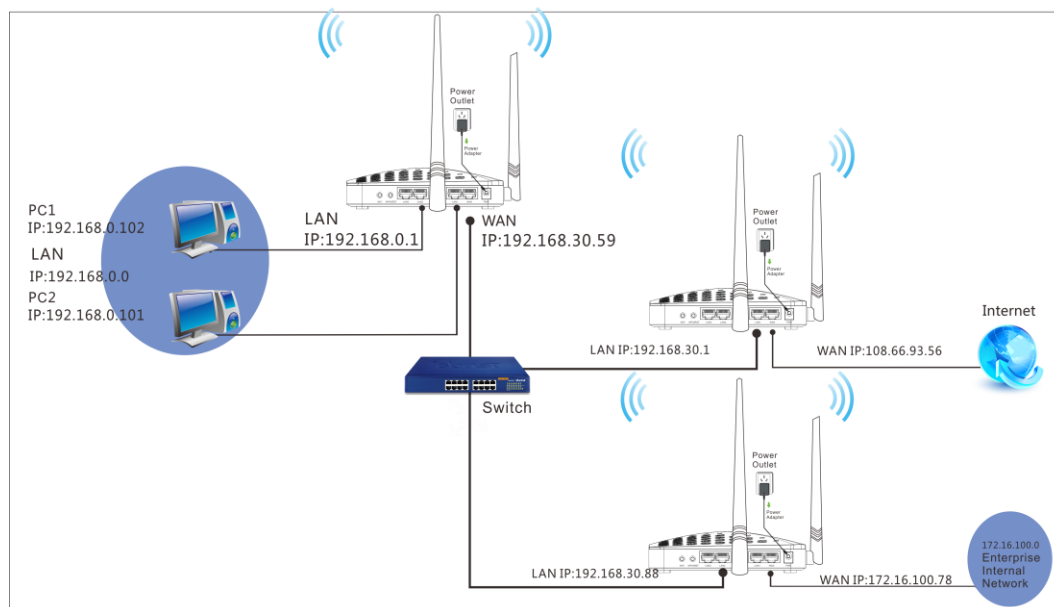 Power
Outlet
Power
Adapter
PC1
IP:192.168.0.102
LAN
IP:192.168.0.0
PC2
IP:192.168.0.101
LAN
IP:192.168.0.1
WAN
IP:192.168.30.59
Power
Outlet
Power
Adapter
Internet
LAN IP:192.168.30.1
WAN IP:108.66.93.56
Switch
Power
Outlet
Power
Adapter
LAN IP:192.168.30.88
WAN IP:172.16.100.78
172.16.100.0
Enterprise
Internal
Network